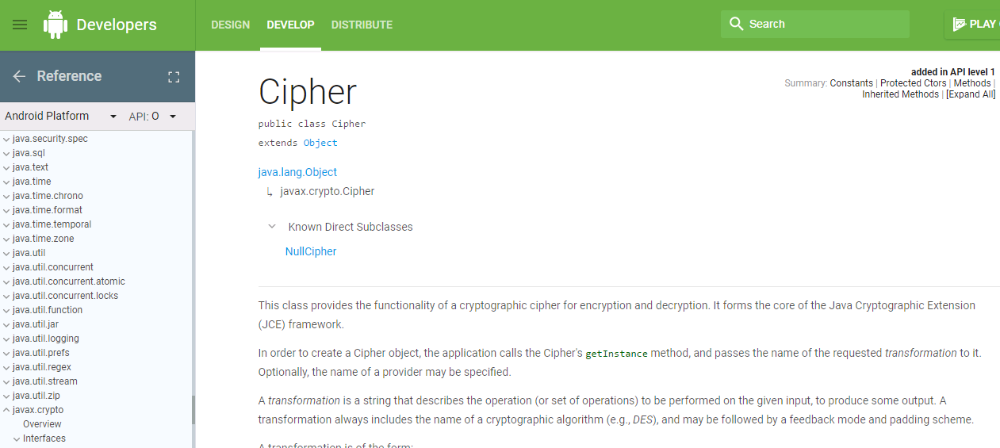 Developers
DESIGN DEVELOP DISTRIBUTE
Search
PLAY
Reference
Android Platform API: O
java.security.spec
java.sql
java.text
java.time
java.time.chrono
java.time.format
java.time.temporal
java.time.zone
java.util
java.util.concurrent
java.util.concurrent.atomic
java.util.concurrent.locks
java.util.function
java.util.jar
java.util.logging
java.util.prefs
java.util.regex
java.util.stream
java.util.zip
javax.crypto
Overview
Interfaces
added in API level 1
Summary: Constants | Protected Ctors | Methods |
Inherited Methods | [Expand All]
Cipher
public class Cipher
extends Object
java.lang.Object
↳ javax.crypto.Cipher
Known Direct Subclasses
NullCipher
This class provides the functionality of a cryptographic cipher for encryption and decryption. It forms the core of the Java Cryptographic Extension
(JCE) framework.
In order to create a Cipher object, the application calls the Cipher's getInstance method, and passes the name of the requested transformation to it.
Optionally, the name of a provider may be specified.
A transformation is a string that describes the operation (or set of operations) to be performed on the given input, to produce some output. A
transformation always includes the name of a cryptographic algorithm (e.g., DES), and may be followed by a feedback mode and padding scheme.
A transformation is of the form: